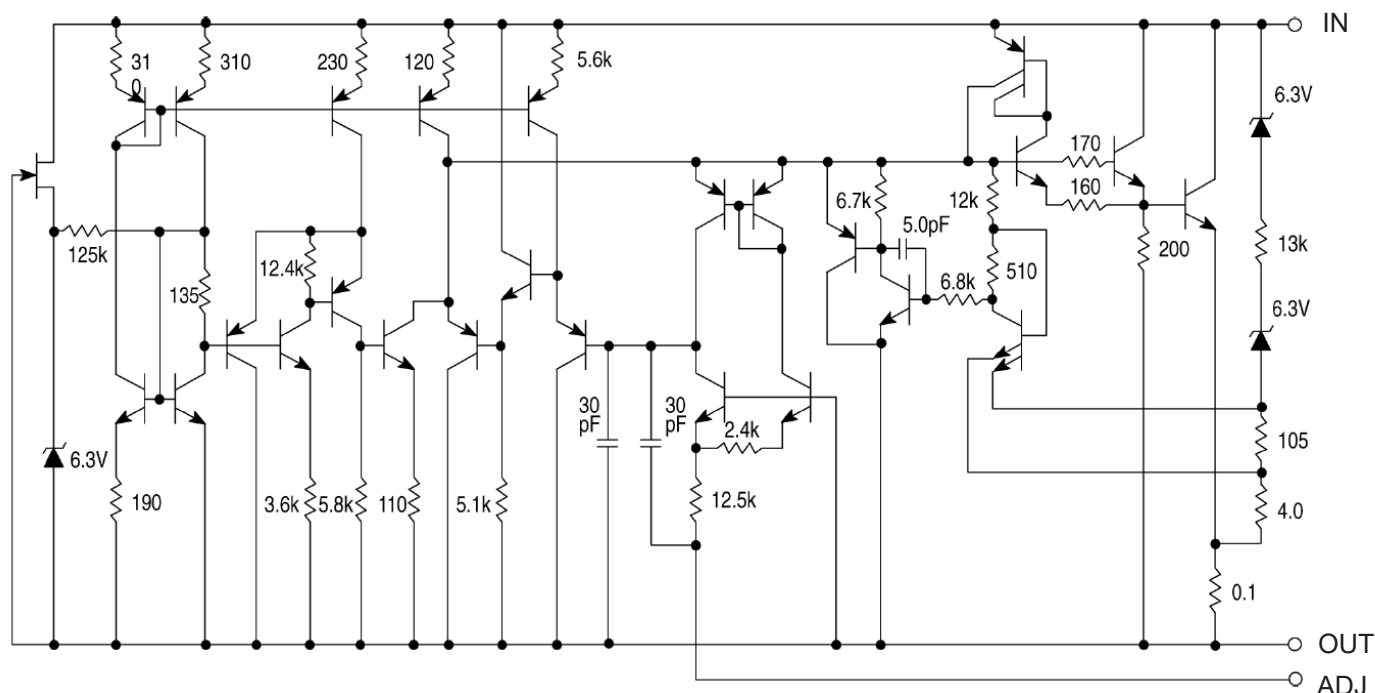 IN
31
0
310
230
120
5.6k
6.3V
170
160
6.7k
5.0pF
12k
125k
12.4k
510
200
13k
6.8k
135
6.3V
30
pF
30
pF
2.4k
105
6.3V
190
3.6k
5.8k
110
5.1k
12.5k
4.0
0.1
OUT
ADJ